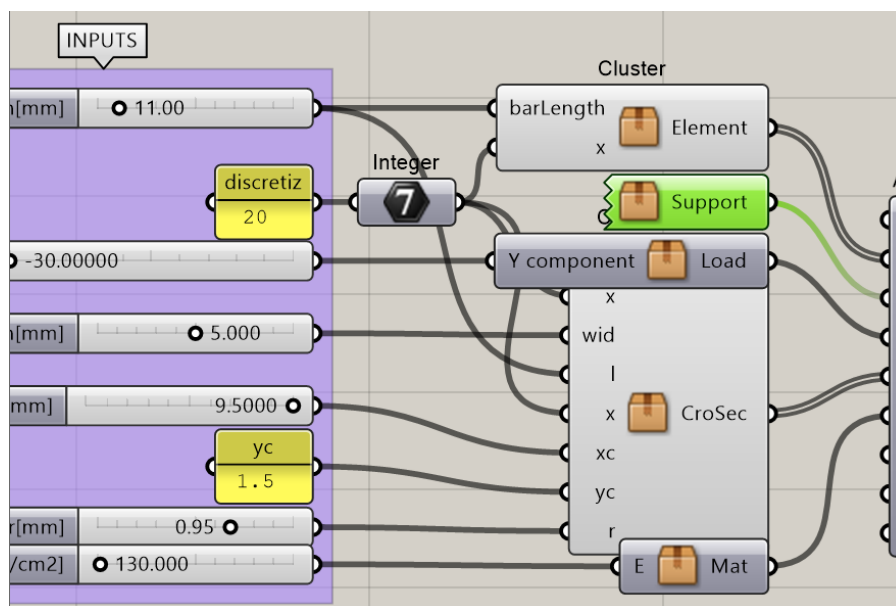 INPUTS
Cluster
[mm] 11.00
barLength
x
Element
Integer
discretiz
20
7
Support
-30.00000
Y component
Load
x
[mm] 5.000
wid
l
mm] 9.5000
x
CroSec
xc
yc
1.5
yc
r
r[mm] 0.95
/cm2] 130.000
E
Mat